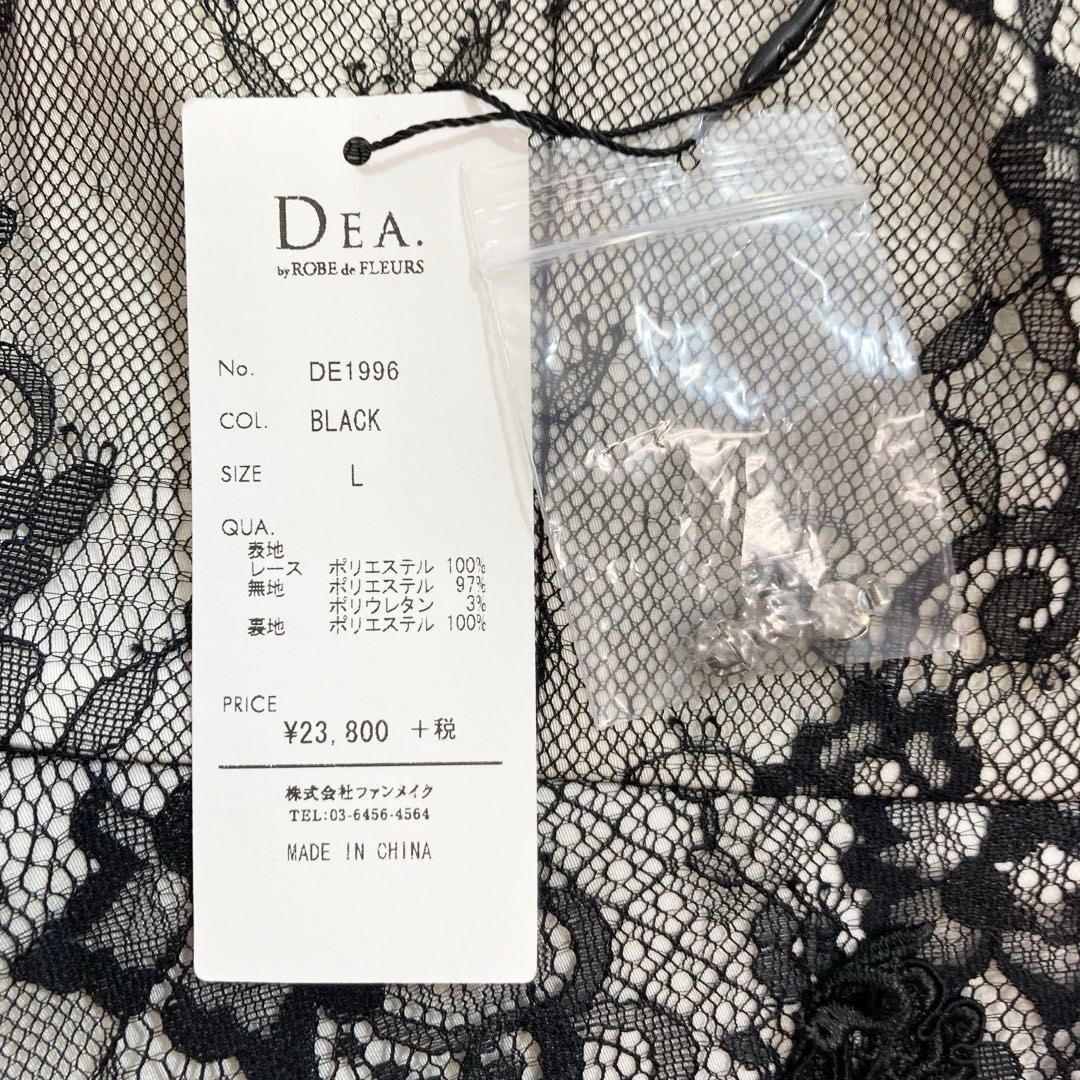 DEA.
by ROBE de FLEURS
No. DE1996
COL. BLACK
SIZE L
QUA.
表地
レース ポリエステル 100%
無地 ポリエステル 97%
ポリウレタン 3%
裏地 ポリエステル 100%
PRICE
¥23,800 +税
株式会社ファンメイク
TEL:03-6456-4564
MADE IN CHINA